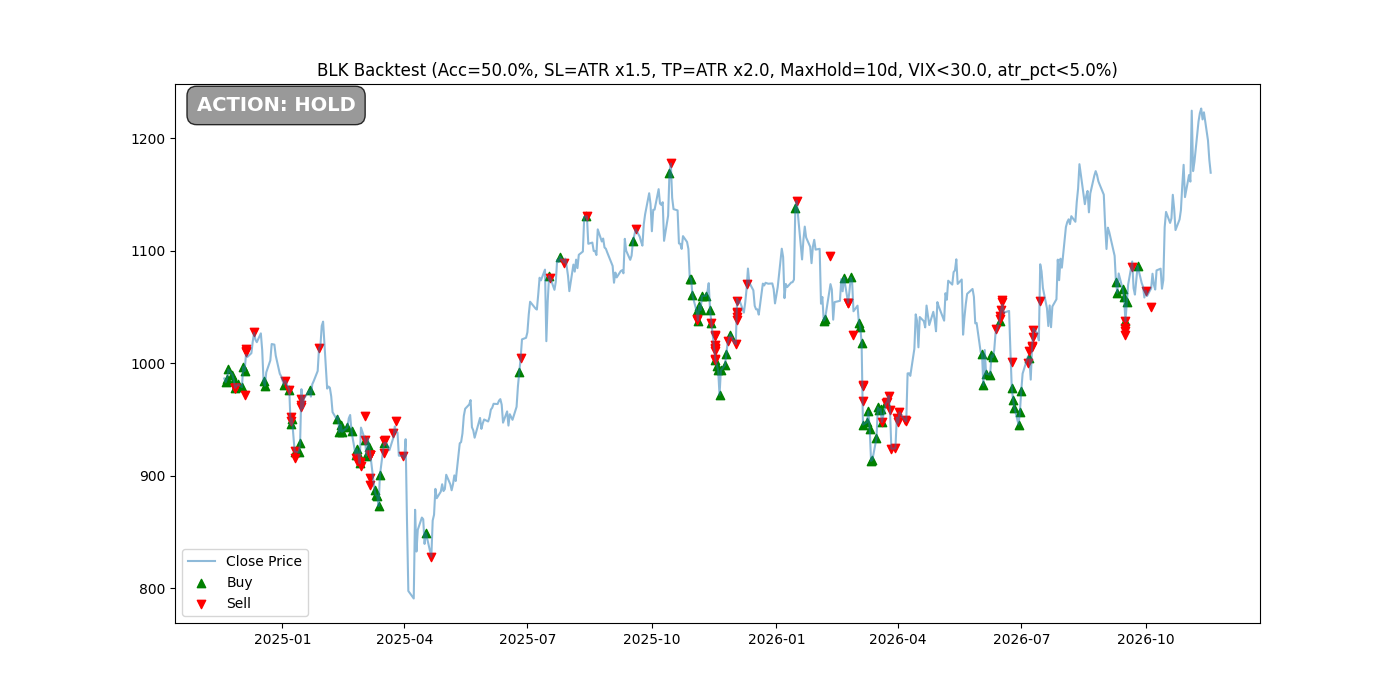 BLK Backtest (Acc=50.0%, SL=ATR x1.5, TP=ATR x2.0, MaxHold=10d, VIX<30.0, atr_pct<5.0%)
ACTION: HOLD
1200
1100
1000
900
800
Close Price
Buy
Sell
2025-01 2025-04 2025-07 2025-10 2026-01 2026-04 2026-07 2026-10